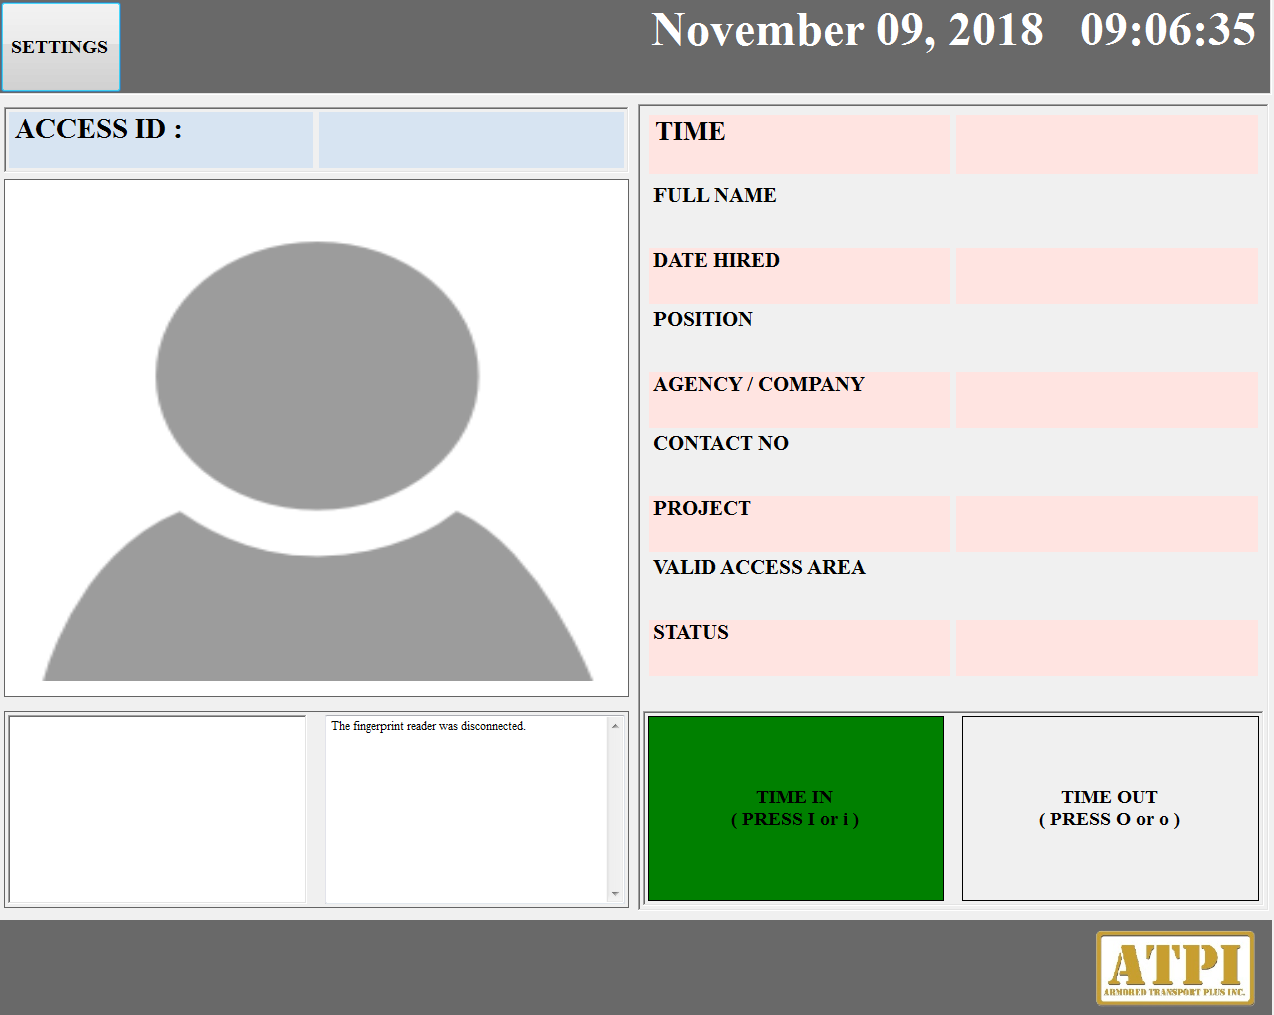 SETTINGS
November 09, 2018 09:06:35
ACCESS ID :
TIME
FULL NAME
DATE HIRED
POSITION
AGENCY / COMPANY
CONTACT NO
PROJECT
VALID ACCESS AREA
STATUS
The fingerprint reader was disconnected.
TIME IN
( PRESS I or i )
TIME OUT
( PRESS O or o )
ATPI
ARMORED TRANSPORT PLUS INC.